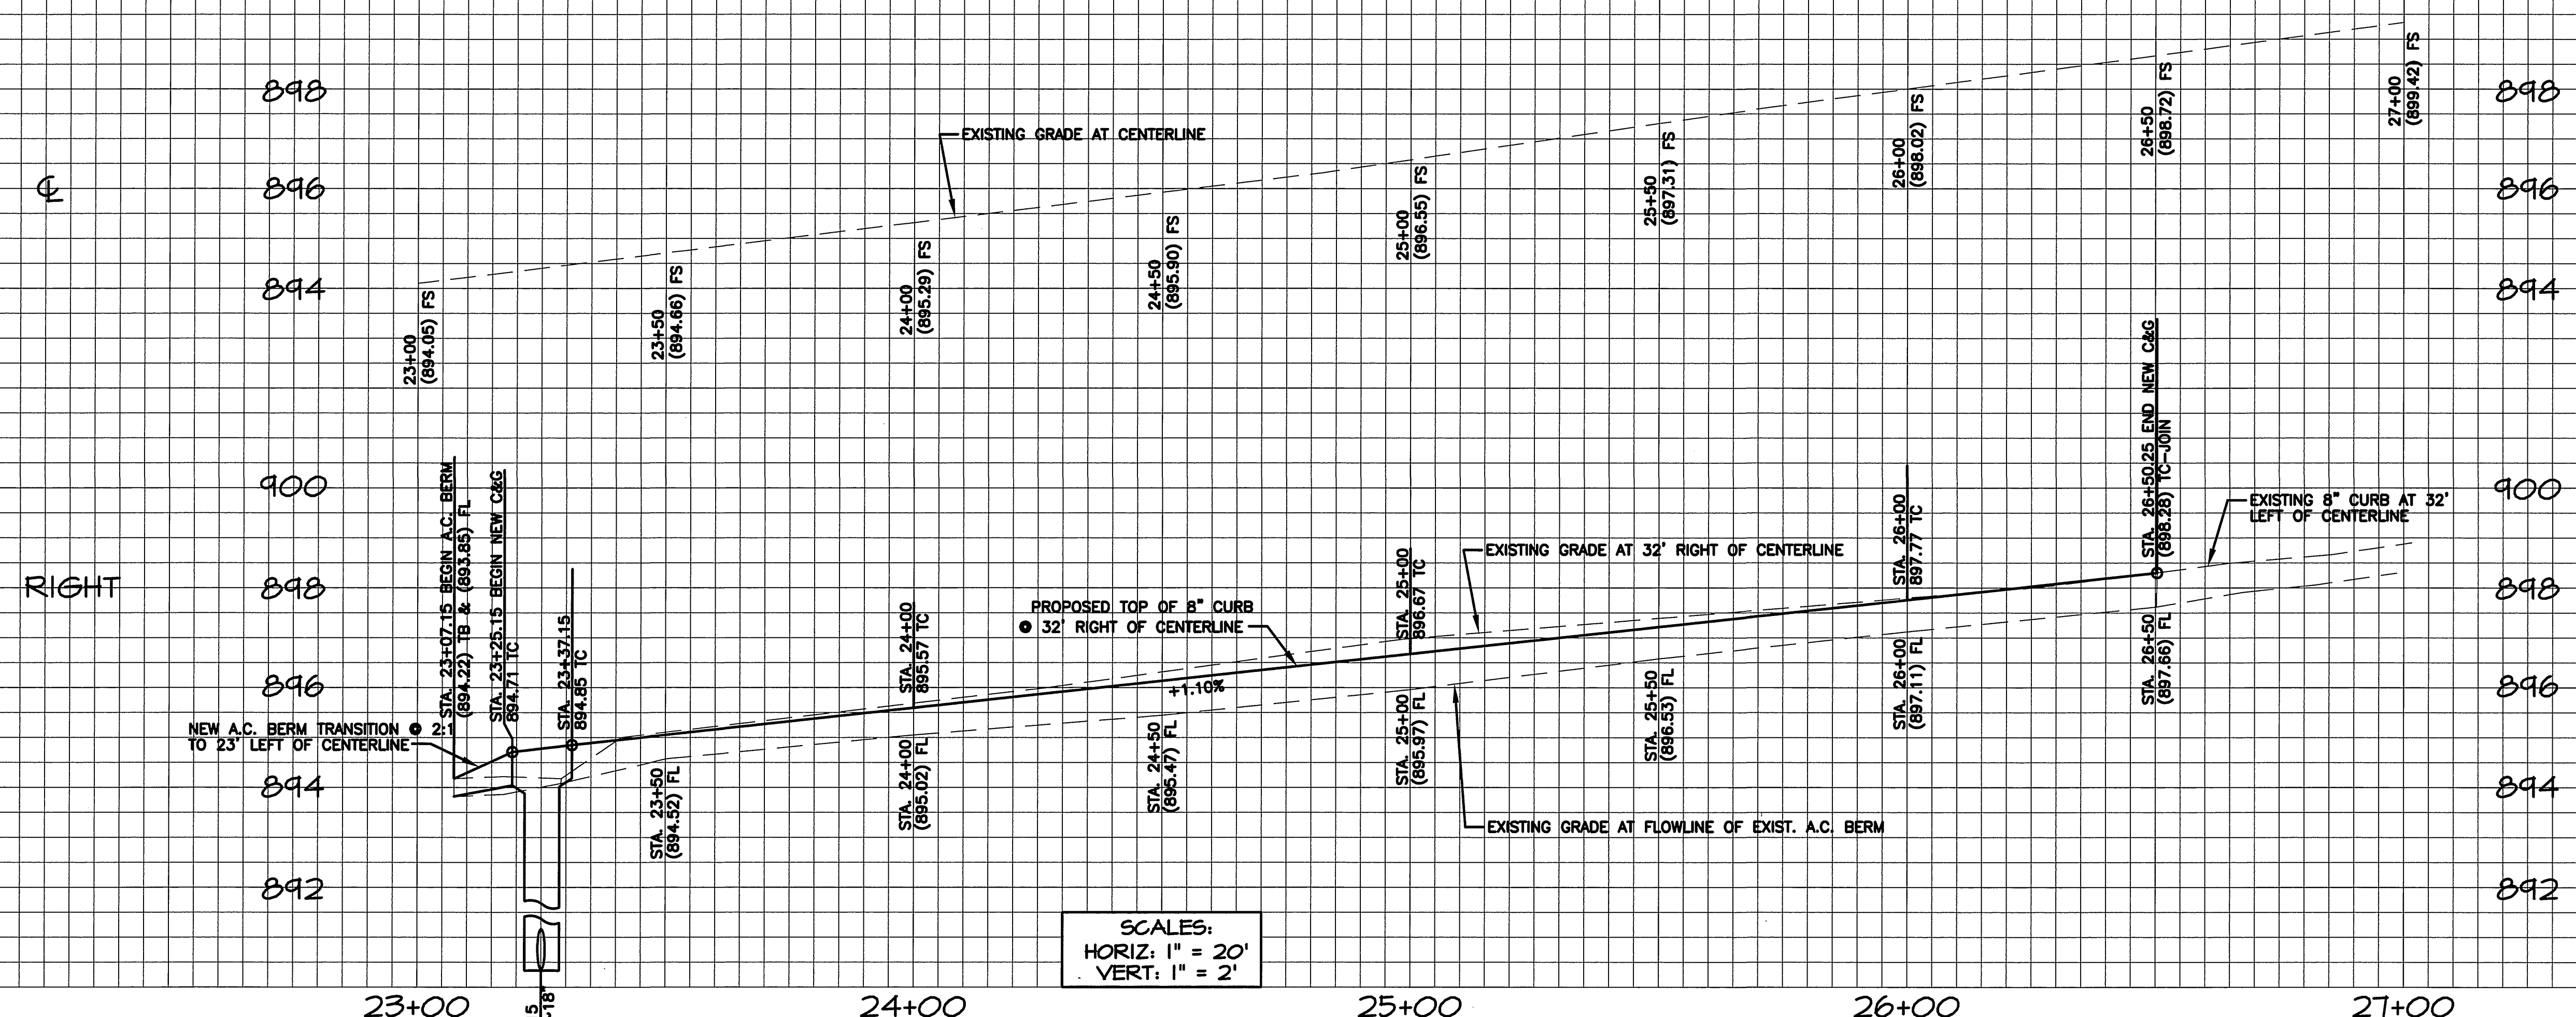 898
898
896
896
894
894
℄
EXISTING GRADE AT CENTERLINE
23+00
(894.05) FS
23+50
(894.66) FS
24+00
(895.29) FS
24+50
(895.90) FS
25+00
(896.55) FS
25+50
(897.31) FS
26+00
(898.02) FS
26+50
(898.72) FS
27+00
(899.42) FS
RIGHT
900
900
898
898
896
896
894
894
892
892
STA. 23+07.15 BEGIN A.C. BERM
(894.22) TB & (893.85) FL
STA. 23+25.15 BEGIN NEW C&G
894.71 TC
STA. 23+37.15
894.85 TC
NEW A.C. BERM TRANSITION @ 2:1
TO 23' LEFT OF CENTERLINE
STA. 23+50
(894.52) FL
STA. 24+00
895.57 TC
STA. 24+00
(895.02) FL
PROPOSED TOP OF 8" CURB
@ 32' RIGHT OF CENTERLINE
+1.10%
STA. 24+50
(895.47) FL
STA. 25+00
896.67 TC
STA. 25+00
(895.97) FL
EXISTING GRADE AT 32' RIGHT OF CENTERLINE
EXISTING GRADE AT FLOWLINE OF EXIST. A.C. BERM
STA. 25+50
(896.53) FL
STA. 26+00
897.77 TC
STA. 26+00
(897.11) FL
STA. 26+50.25 END NEW C&G
(898.28) TC-JOIN
STA. 26+50
(897.66) FL
EXISTING 8" CURB AT 32'
LEFT OF CENTERLINE
SCALES:
HORIZ: 1" = 20'
VERT: 1" = 2'
5
18"
23+00
24+00
25+00
26+00
27+00